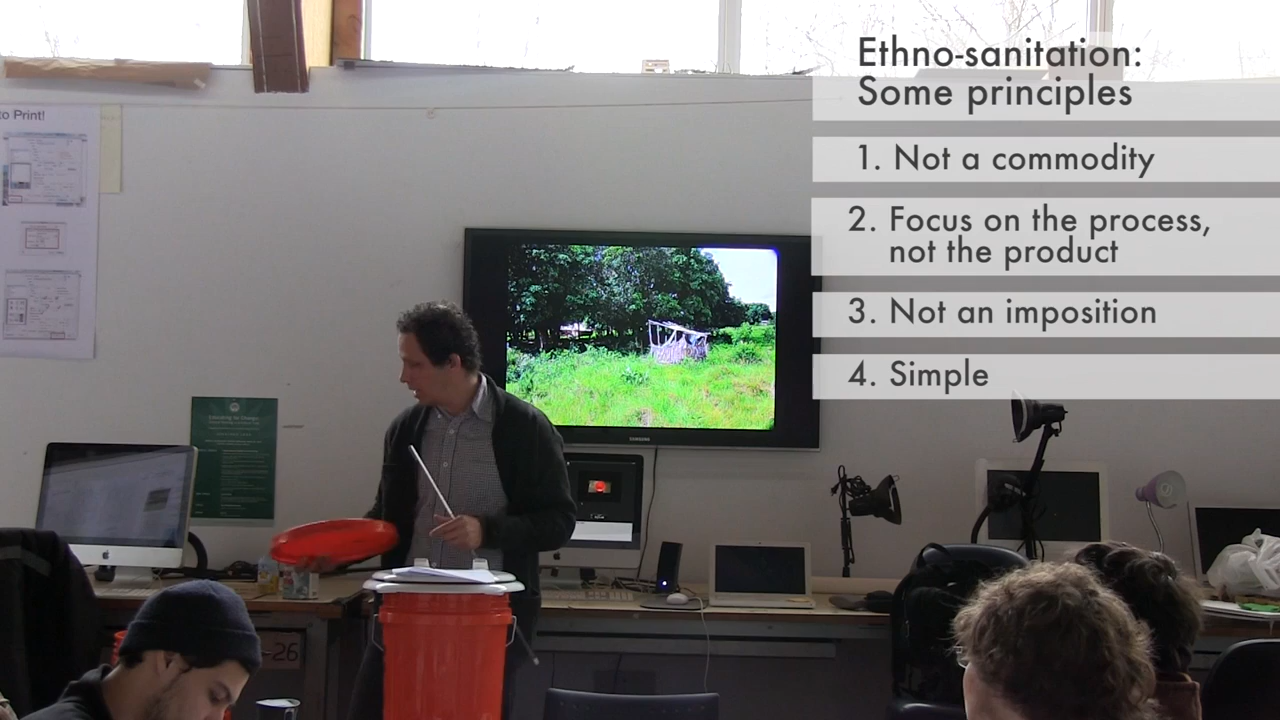 Ethno-sanitation:
Some principles
1. Not a commodity
2. Focus on the process,
not the product
3. Not an imposition
4. Simple
to Print!
SAMSUNG
-26